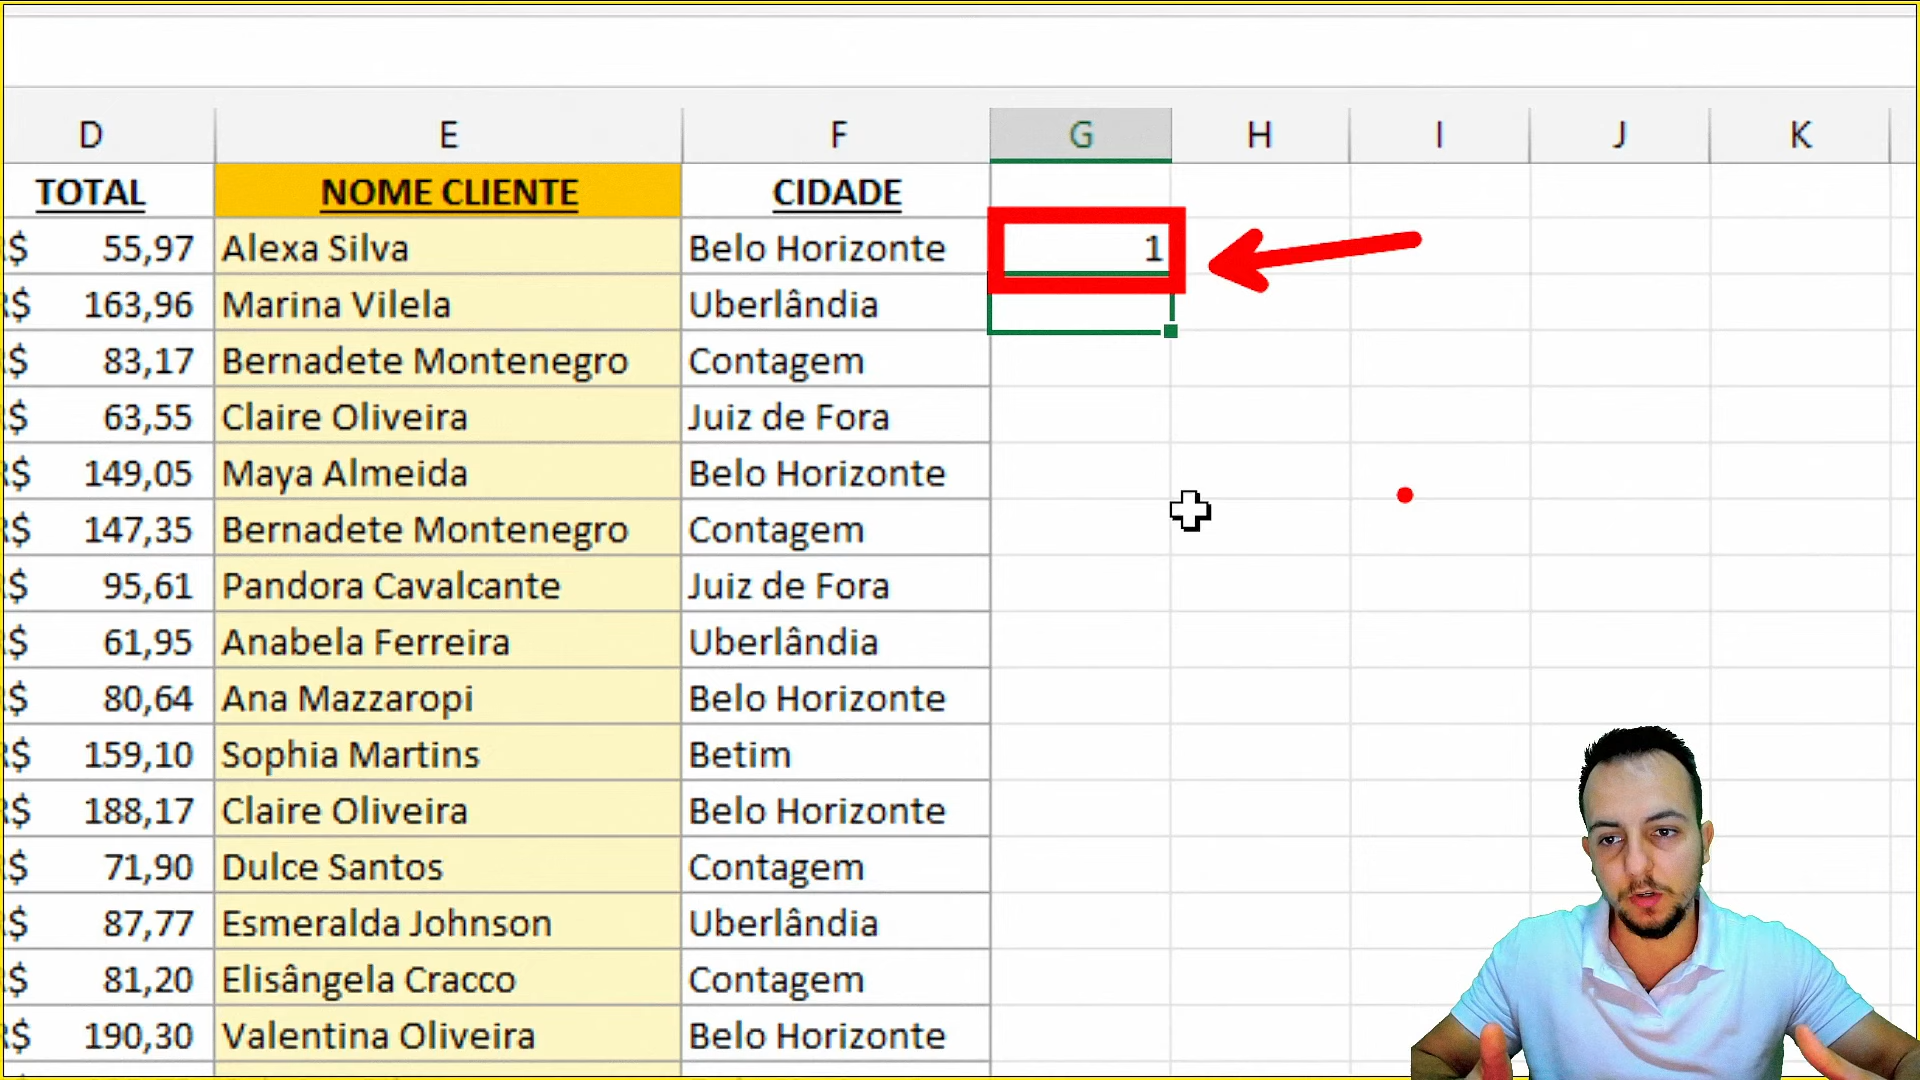 D E F G H I J K
TOTAL NOME CLIENTE CIDADE
R$ 55,97 Alexa Silva Belo Horizonte 1
R$ 163,96 Marina Vilela Uberlândia
R$ 83,17 Bernadete Montenegro Contagem
R$ 63,55 Claire Oliveira Juiz de Fora
R$ 149,05 Maya Almeida Belo Horizonte
R$ 147,35 Bernadete Montenegro Contagem
R$ 95,61 Pandora Cavalcante Juiz de Fora
R$ 61,95 Anabela Ferreira Uberlândia
R$ 80,64 Ana Mazzaropi Belo Horizonte
R$ 159,10 Sophia Martins Betim
R$ 188,17 Claire Oliveira Belo Horizonte
R$ 71,90 Dulce Santos Contagem
R$ 87,77 Esmeralda Johnson Uberlândia
R$ 81,20 Elisângela Cracco Contagem
R$ 190,30 Valentina Oliveira Belo Horizonte